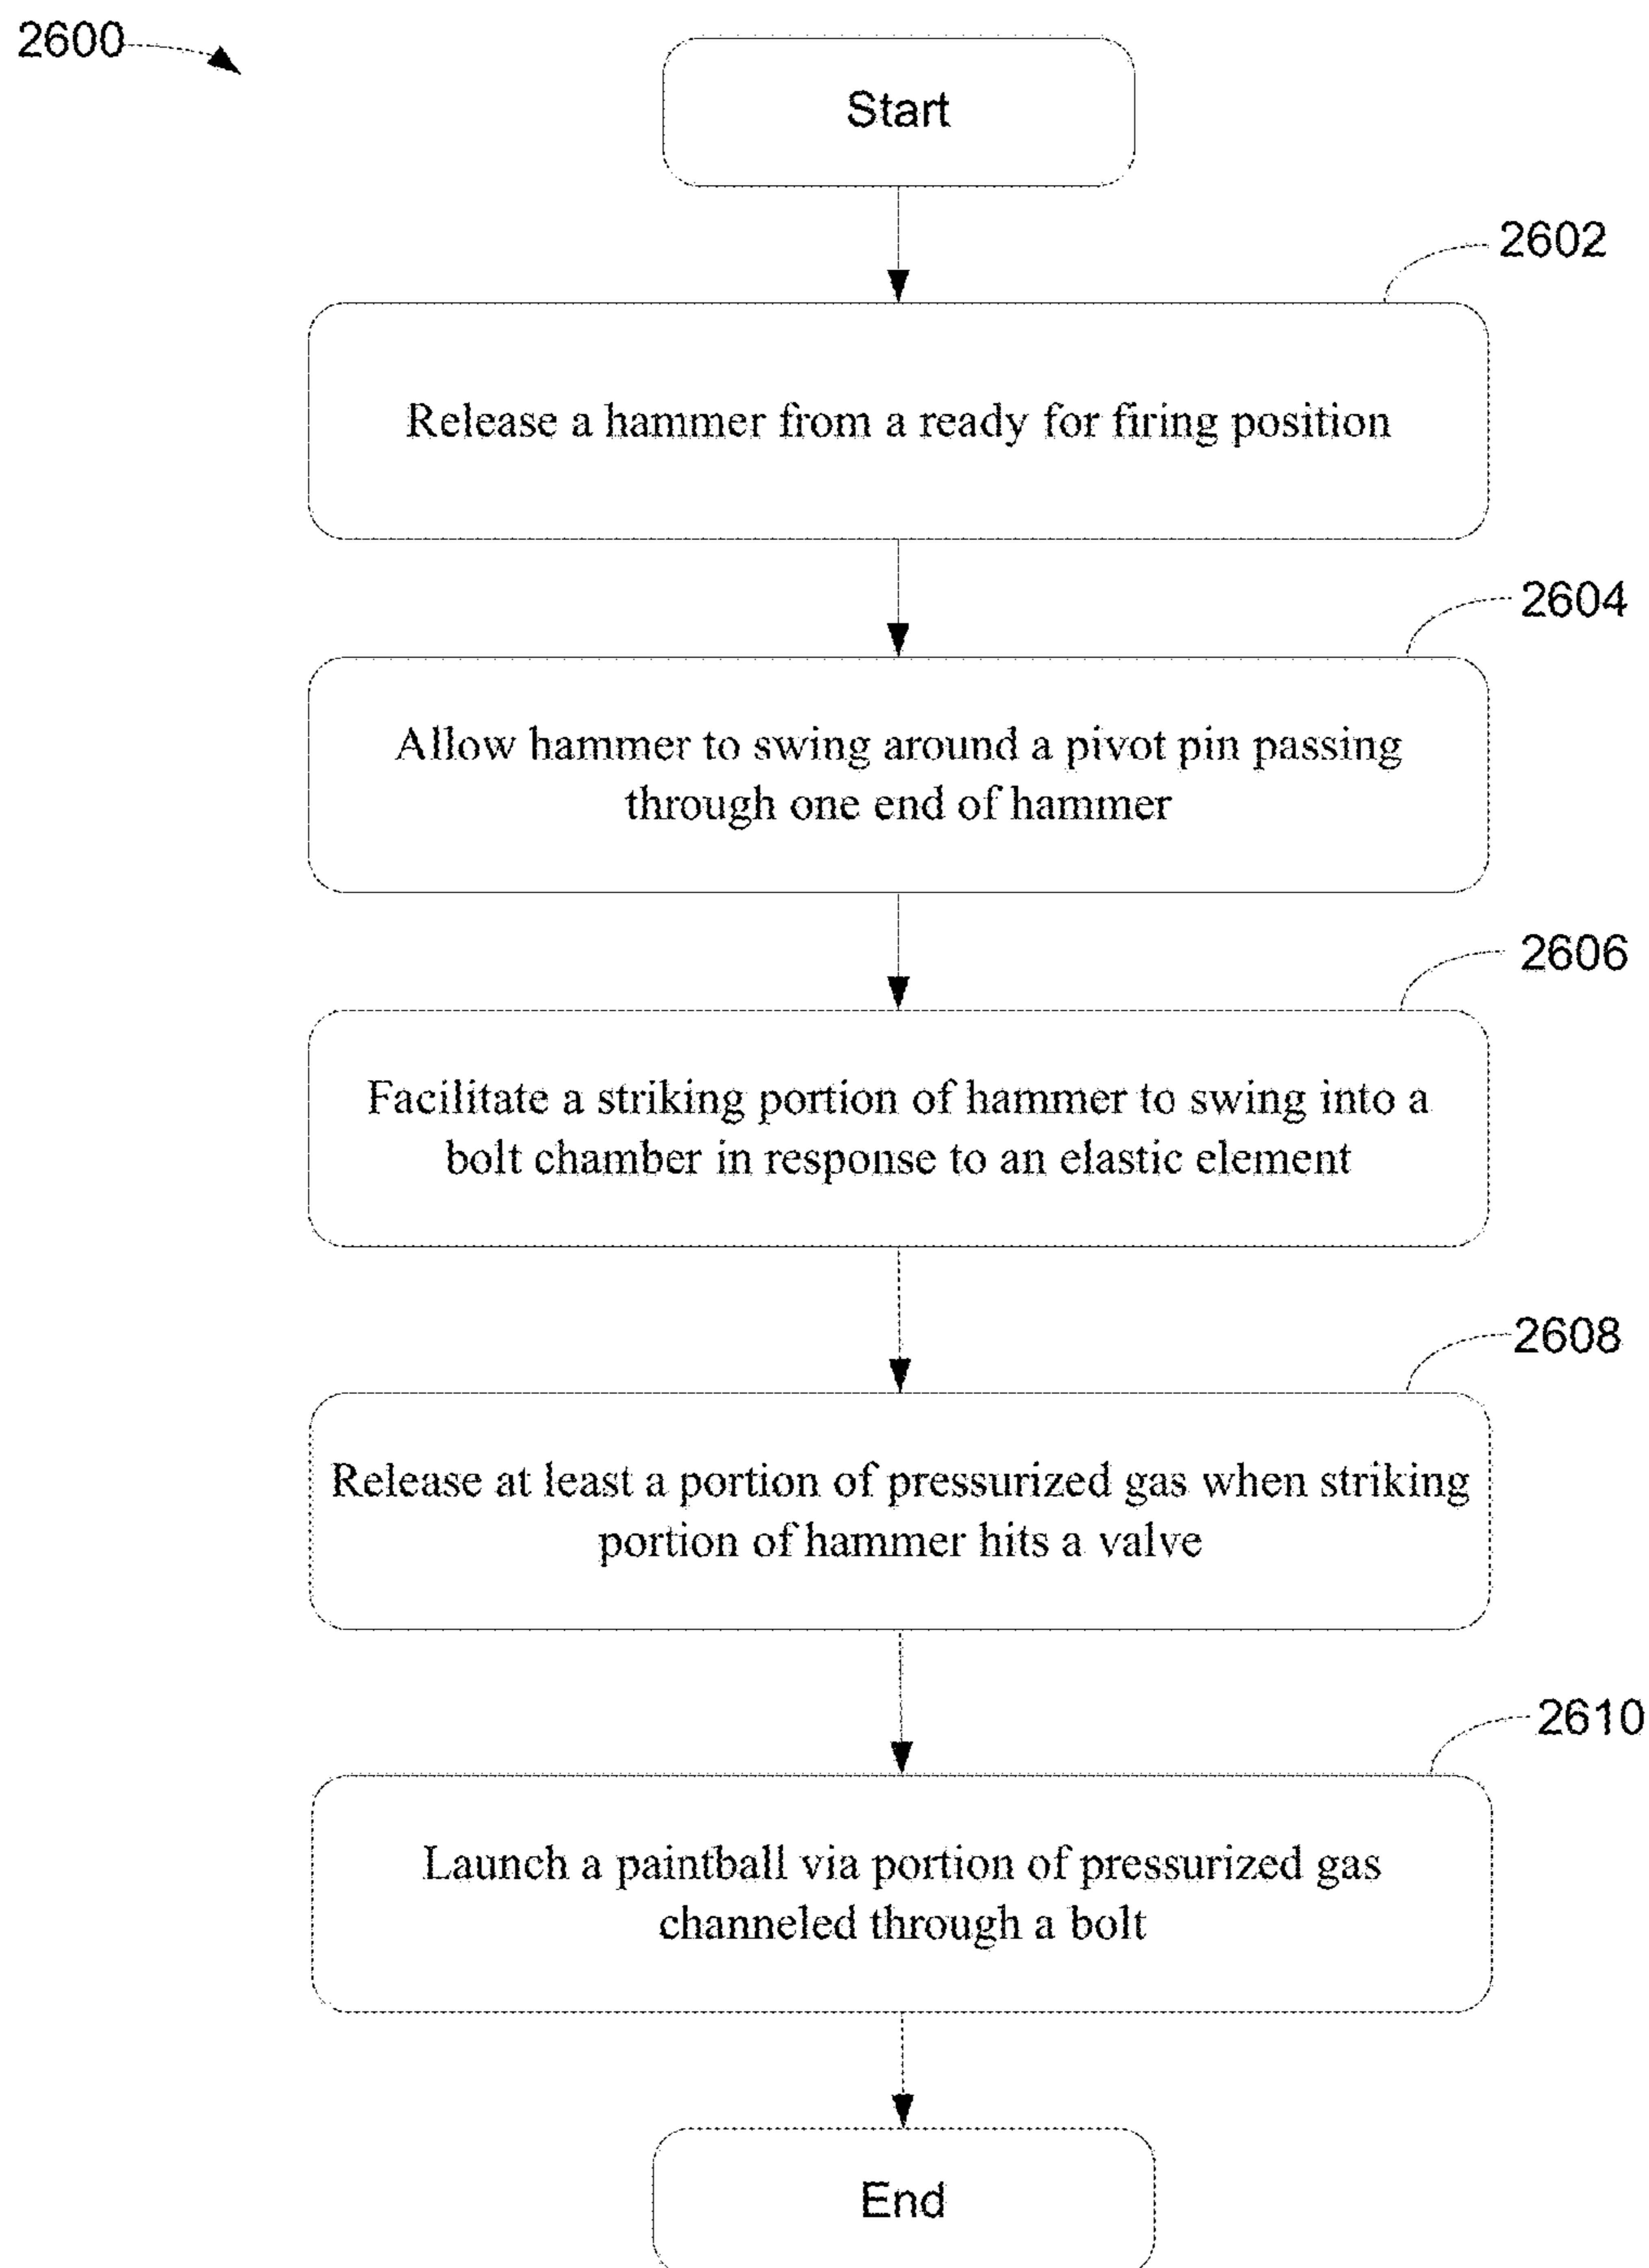 2600
Start
2602
Release a hammer from a ready for firing position
2604
Allow hammer to swing around a pivot pin passing
through one end of hammer
2606
Facilitate a striking portion of hammer to swing into a
bolt chamber in response to an elastic element
2608
Release at least a portion of pressurized gas when striking
portion of hammer hits a valve
2610
Launch a paintball via portion of pressurized gas
channeled through a bolt
End